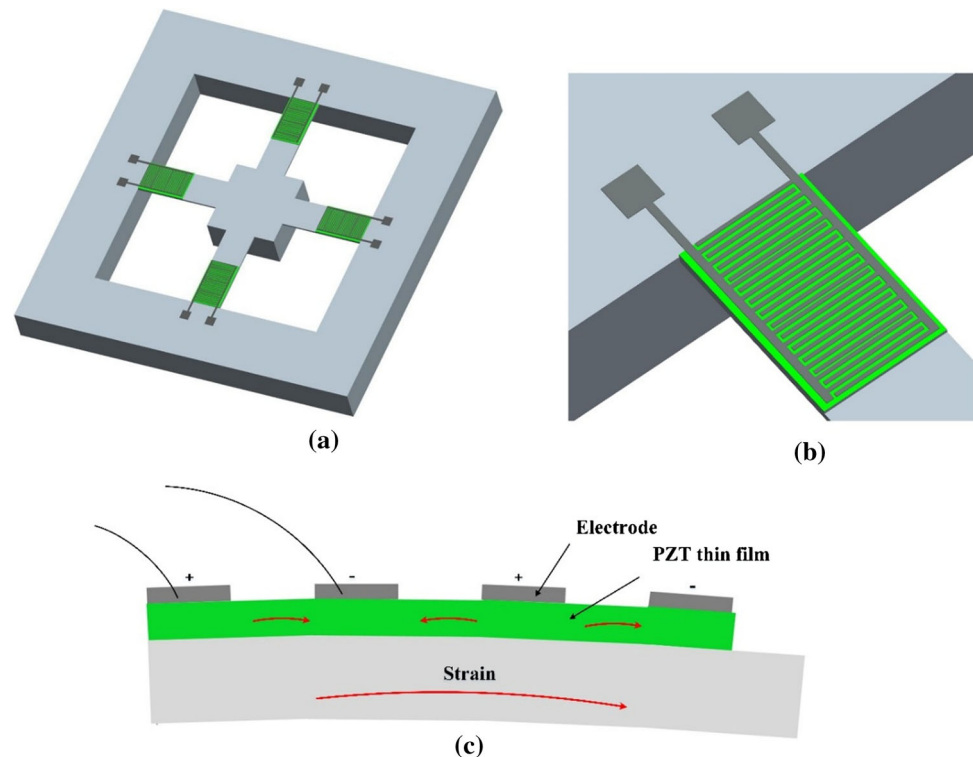 (a)
(b)
Electrode
PZT thin film
+
-
+
-
Strain
(c)